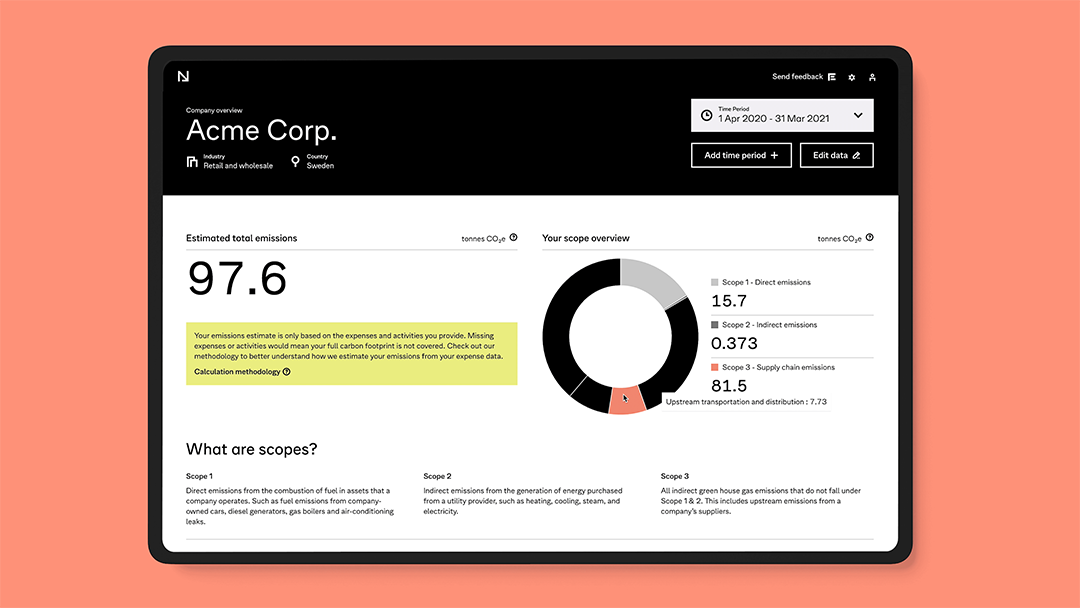 Send feedback
Company overview
Acme Corp.
Industry
Retail and wholesale
Country
Sweden
Time Period
1 Apr 2020 - 31 Mar 2021
Add time period +
Edit data
Estimated total emissions
tonnes CO₂e
97.6
Your emissions estimate is only based on the expenses and activities you provide. Missing
expenses or activities would mean your full carbon footprint is not covered. Check out our
methodology to better understand how we estimate your emissions from your expense data.
Calculation methodology
Your scope overview
tonnes CO₂e
Scope 1 - Direct emissions
15.7
Scope 2 - Indirect emissions
0.373
Scope 3 - Supply chain emissions
81.5
Upstream transportation and distribution : 7.73
What are scopes?
Scope 1
Direct emissions from the combustion of fuel in assets that a
company operates. Such as fuel emissions from company-
owned cars, diesel generators, gas boilers and air-conditioning
leaks.
Scope 2
Indirect emissions from the generation of energy purchased
from a utility provider, such as heating, cooling, steam, and
electricity.
Scope 3
All indirect green house gas emissions that do not fall under
Scope 1 & 2. This includes upstream emissions from a
company's suppliers.